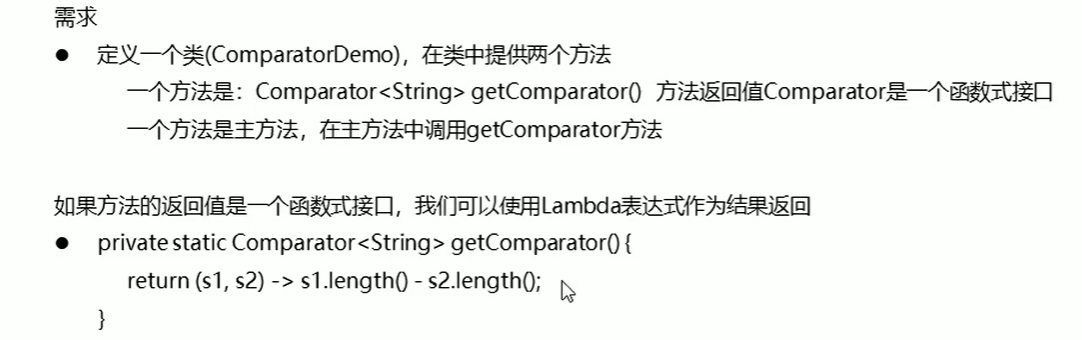 需求
● 定义一个类(ComparatorDemo)，在类中提供两个方法
一个方法是：Comparator<String> getComparator() 方法返回值Comparator是一个函数式接口
一个方法是主方法，在主方法中调用getComparator方法
如果方法的返回值是一个函数式接口，我们可以使用Lambda表达式作为结果返回
● private static Comparator<String> getComparator() {
return (s1, s2) -> s1.length() - s2.length();
}